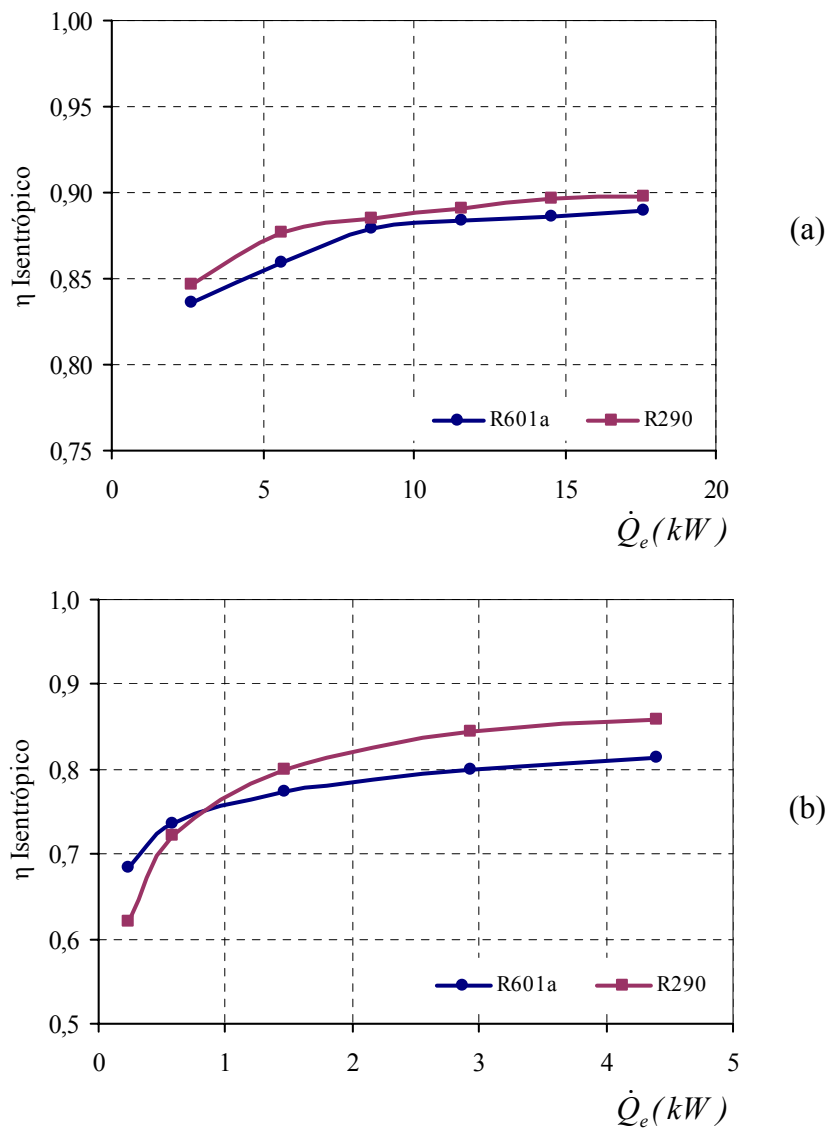 1,00
0,95
0,90
0,85
0,80
0,75
η Isentrópico
R601a R290
0 5 10 15 20
Q̇e (kW)
(a)
1,0
0,9
0,8
0,7
0,6
0,5
η Isentrópico
R601a R290
0 1 2 3 4 5
Q̇e (kW)
(b)